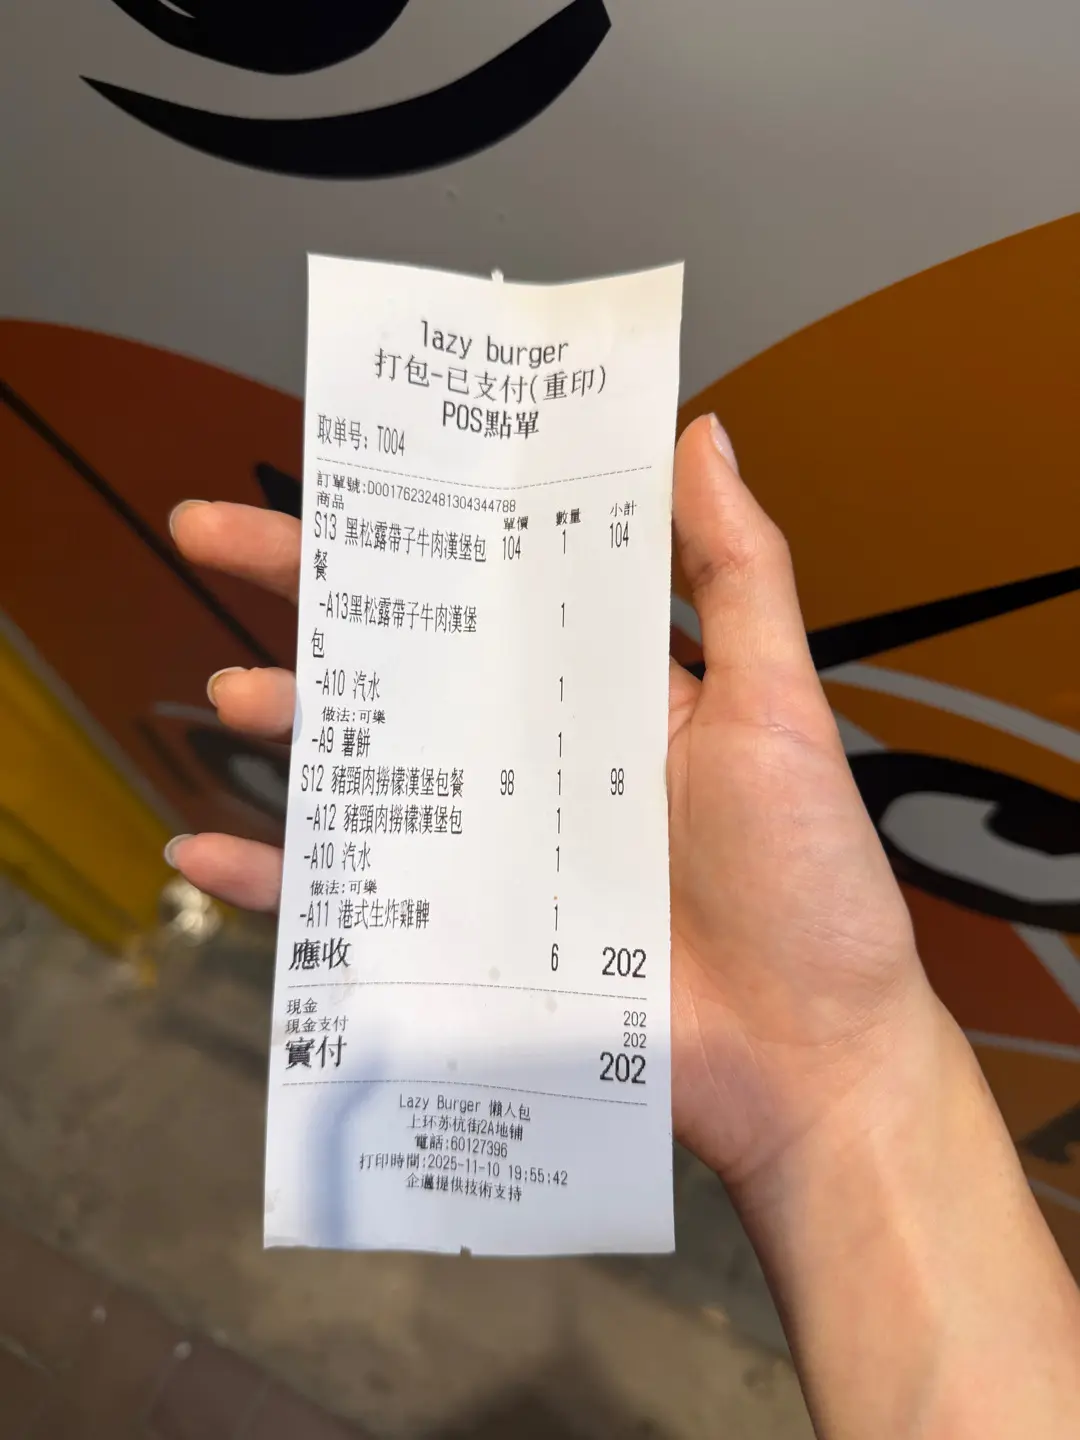 lazy burger
打包-已支付(重印)
POS點單
取单号: T004
訂單號:D00176232481304344788
商品 單價 數量 小計
S13 黑松露帶子牛肉漢堡包 104 1 104
餐
-A13黑松露帶子牛肉漢堡 1
包
-A10 汽水 1
做法:可樂
-A9 薯餅 1
S12 豬頸肉撈檬漢堡包餐 98 1 98
-A12 豬頸肉撈檬漢堡包 1
-A10 汽水 1
做法:可樂
-A11 港式生炸雞髀 1
應收 6 202
現金 202
現金支付 202
實付 202
Lazy Burger 懶人包
上环苏杭街2A地铺
電話:60127396
打印時間:2025-11-10 19:55:42
企邁提供技術支持